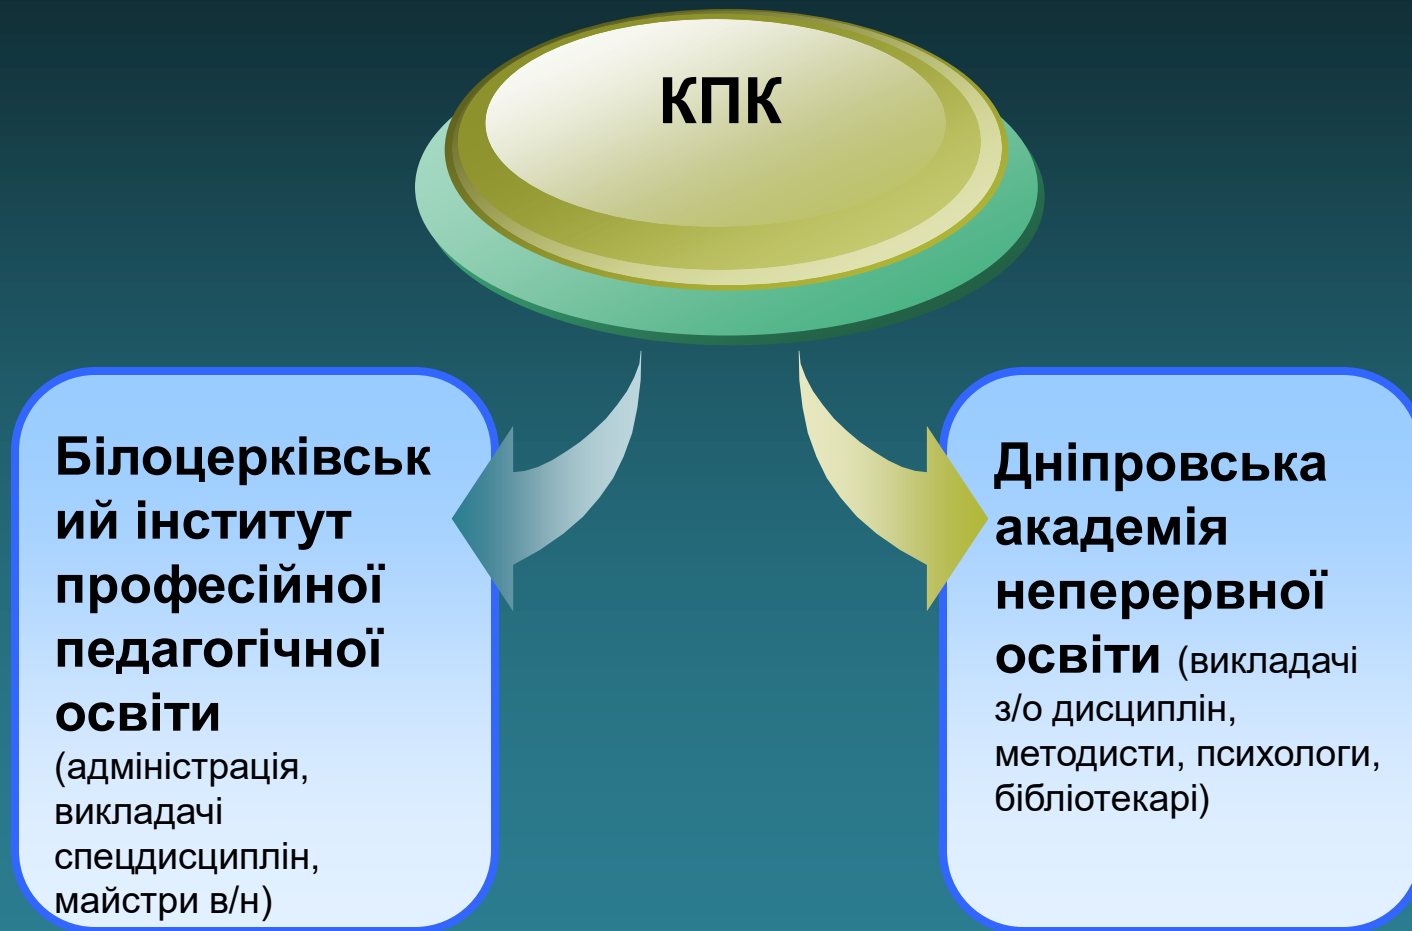 КПК
Білоцерківськ
ий інститут
професійної
педагогічної
освіти
(адміністрація,
викладачі
спецдисциплін,
майстри в/н)
Дніпровська
академія
неперервної
освіти (викладачі
з/о дисциплін,
методисти, психологи,
бібліотекарі)